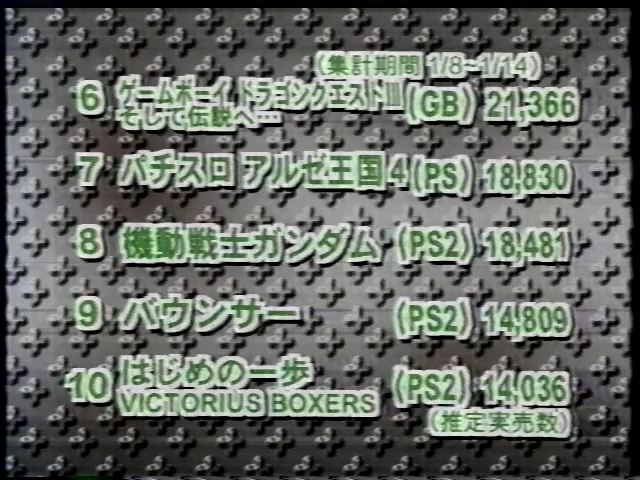 (集計期間 1/8~1/14)
6 ゲームボーイ ドラゴンクエストIII
そして伝説へ… (GB) 21,366
7 パチスロ アルゼ王国4 (PS) 18,830
8 機動戦士ガンダム (PS2) 18,481
9 バウンサー (PS2) 14,809
10 はじめの一歩
VICTORIUS BOXERS (PS2) 14,036
(推定実売数)